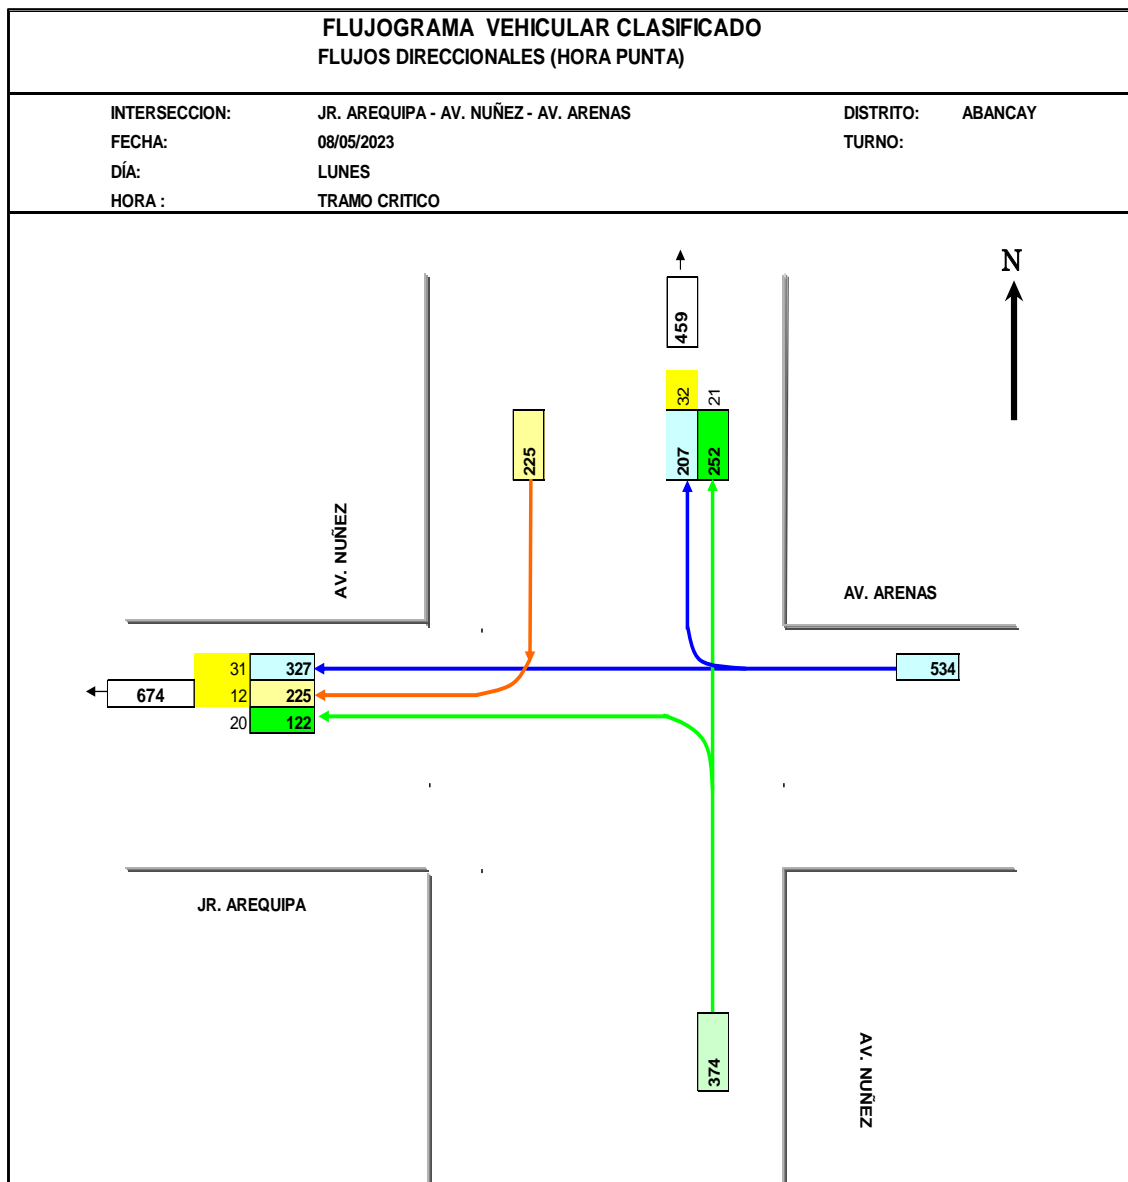 FLUJOGRAMA  VEHICULAR CLASIFICADO
FLUJOS DIRECCIONALES (HORA PUNTA)
INTERSECCION: JR. AREQUIPA - AV. NUÑEZ - AV. ARENAS DISTRITO: ABANCAY
FECHA: 08/05/2023 TURNO:
DÍA: LUNES
HORA : TRAMO CRITICO
N
459
32 21
225 207 252
AV. NUÑEZ
AV. ARENAS
31 327 534
674 12 225
20 122
JR. AREQUIPA
374
AV. NUÑEZ